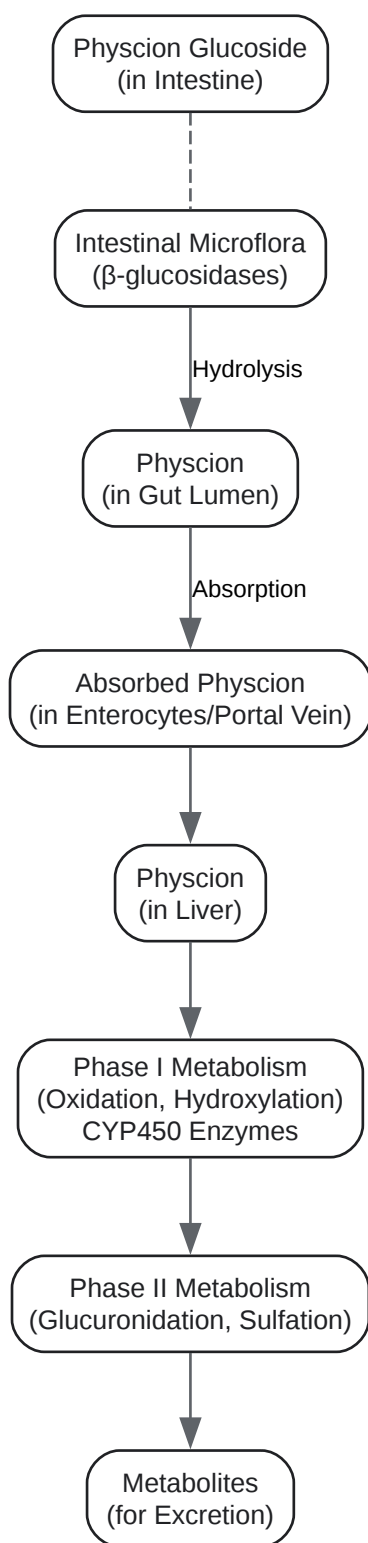 Physcion Glucoside
(in Intestine)
Intestinal Microflora
(β-glucosidases)
Hydrolysis
Physcion
(in Gut Lumen)
Absorption
Absorbed Physcion
(in Enterocytes/Portal Vein)
Physcion
(in Liver)
Phase I Metabolism
(Oxidation, Hydroxylation)
CYP450 Enzymes
Phase II Metabolism
(Glucuronidation, Sulfation)
Metabolites
(for Excretion)